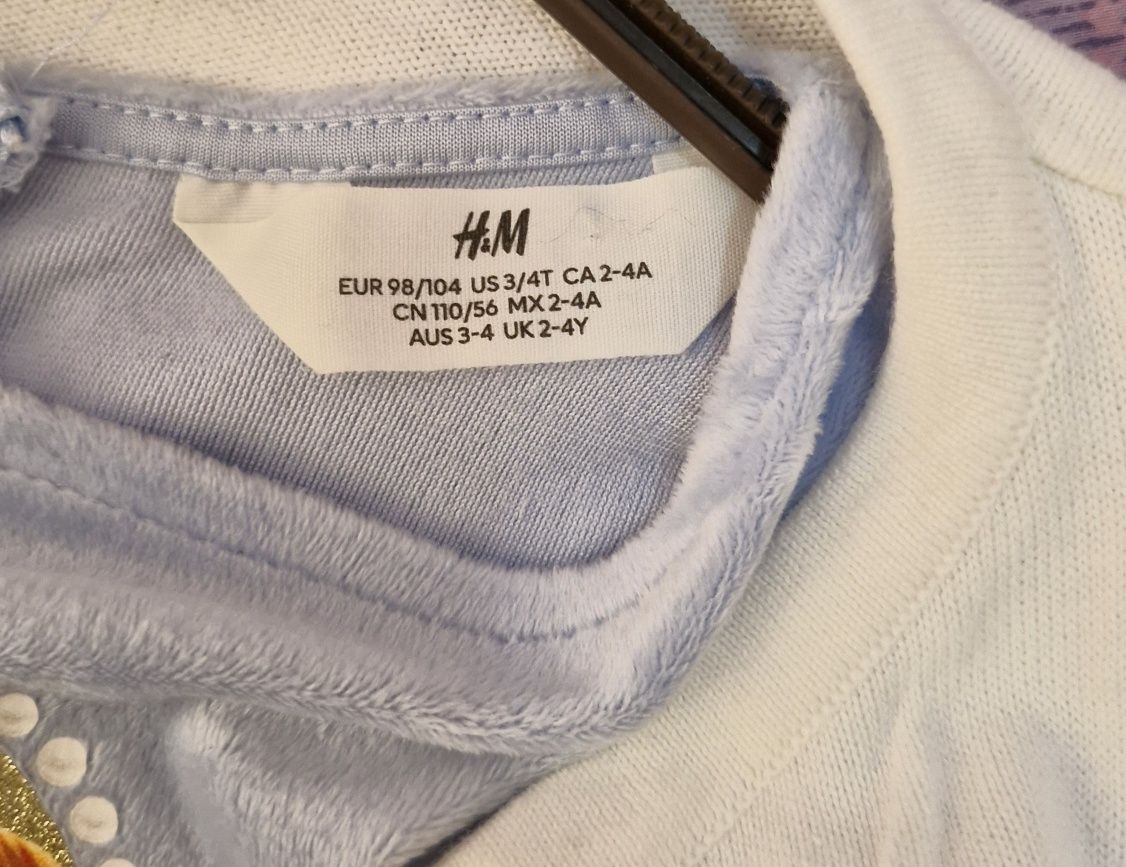 H&M
EUR 98/104 US 3/4T CA 2-4A
CN 110/56 MX 2-4A
AUS 3-4 UK 2-4Y